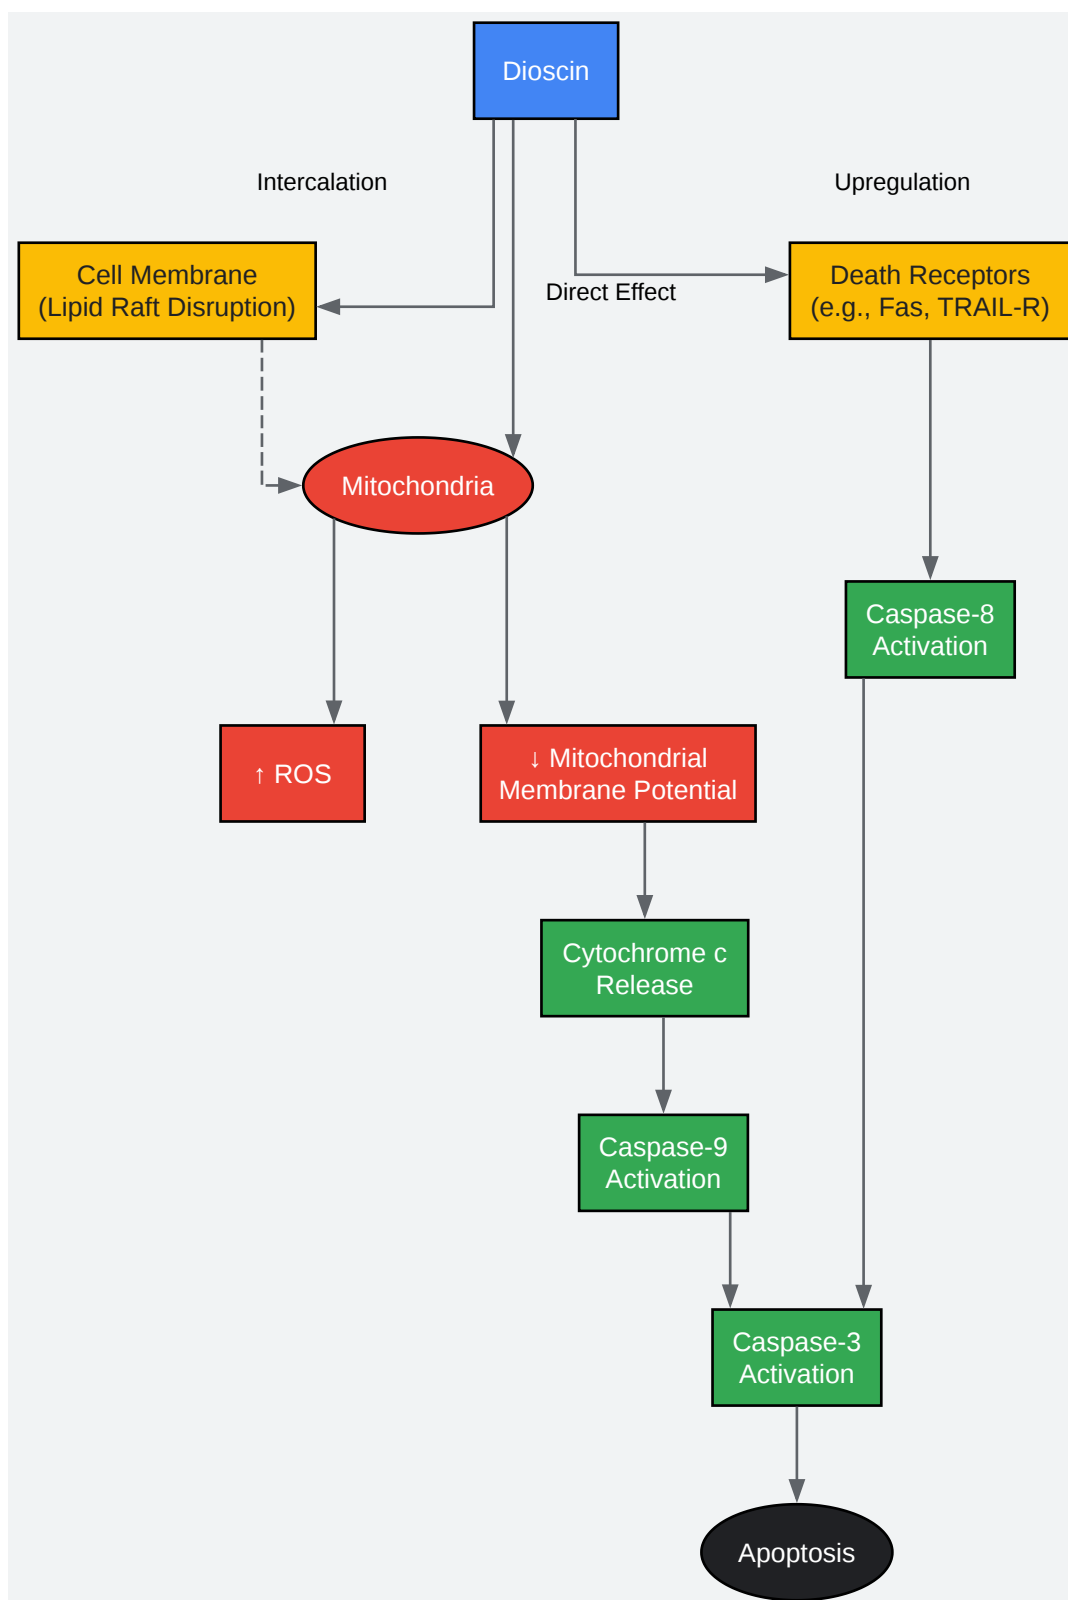 Dioscin
Intercalation
Upregulation
Cell Membrane
(Lipid Raft Disruption)
Direct Effect
Death Receptors
(e.g., Fas, TRAIL-R)
Mitochondria
Caspase-8
Activation
↑ ROS
↓ Mitochondrial
Membrane Potential
Cytochrome c
Release
Caspase-9
Activation
Caspase-3
Activation
Apoptosis